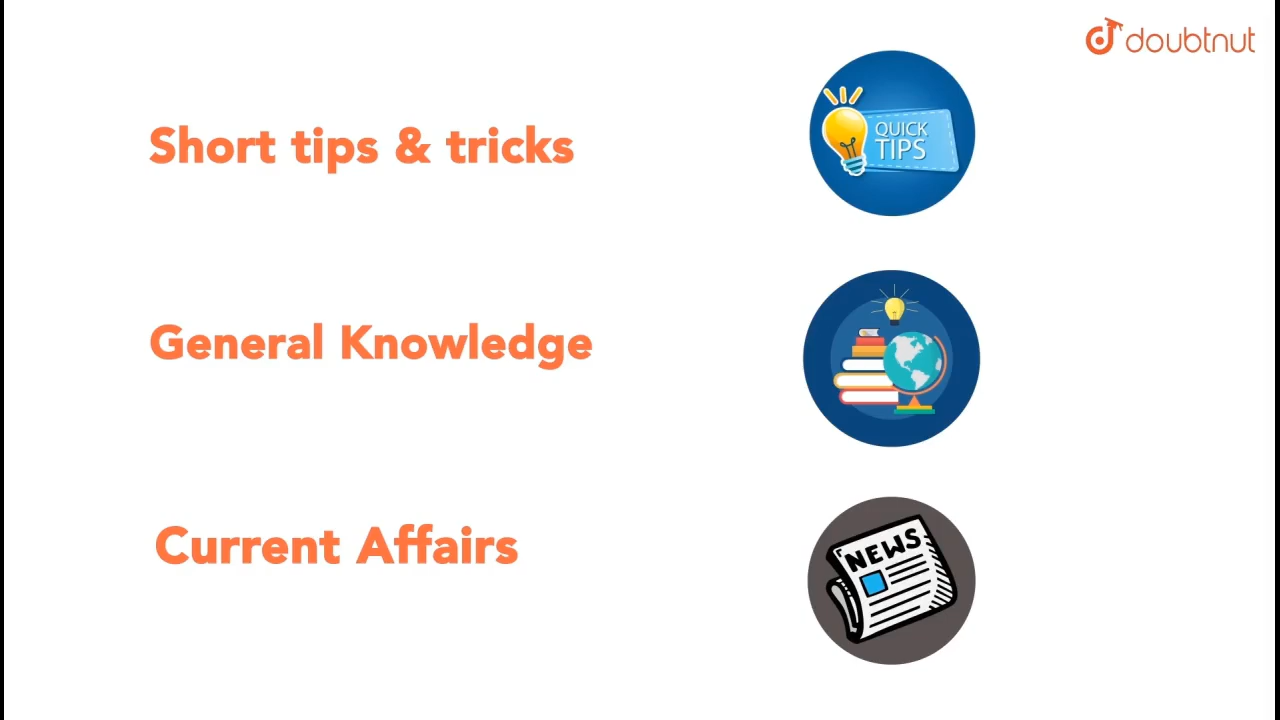 doubtnut
Short tips & tricks
QUICK
TIPS
General Knowledge
Current Affairs
NEWS